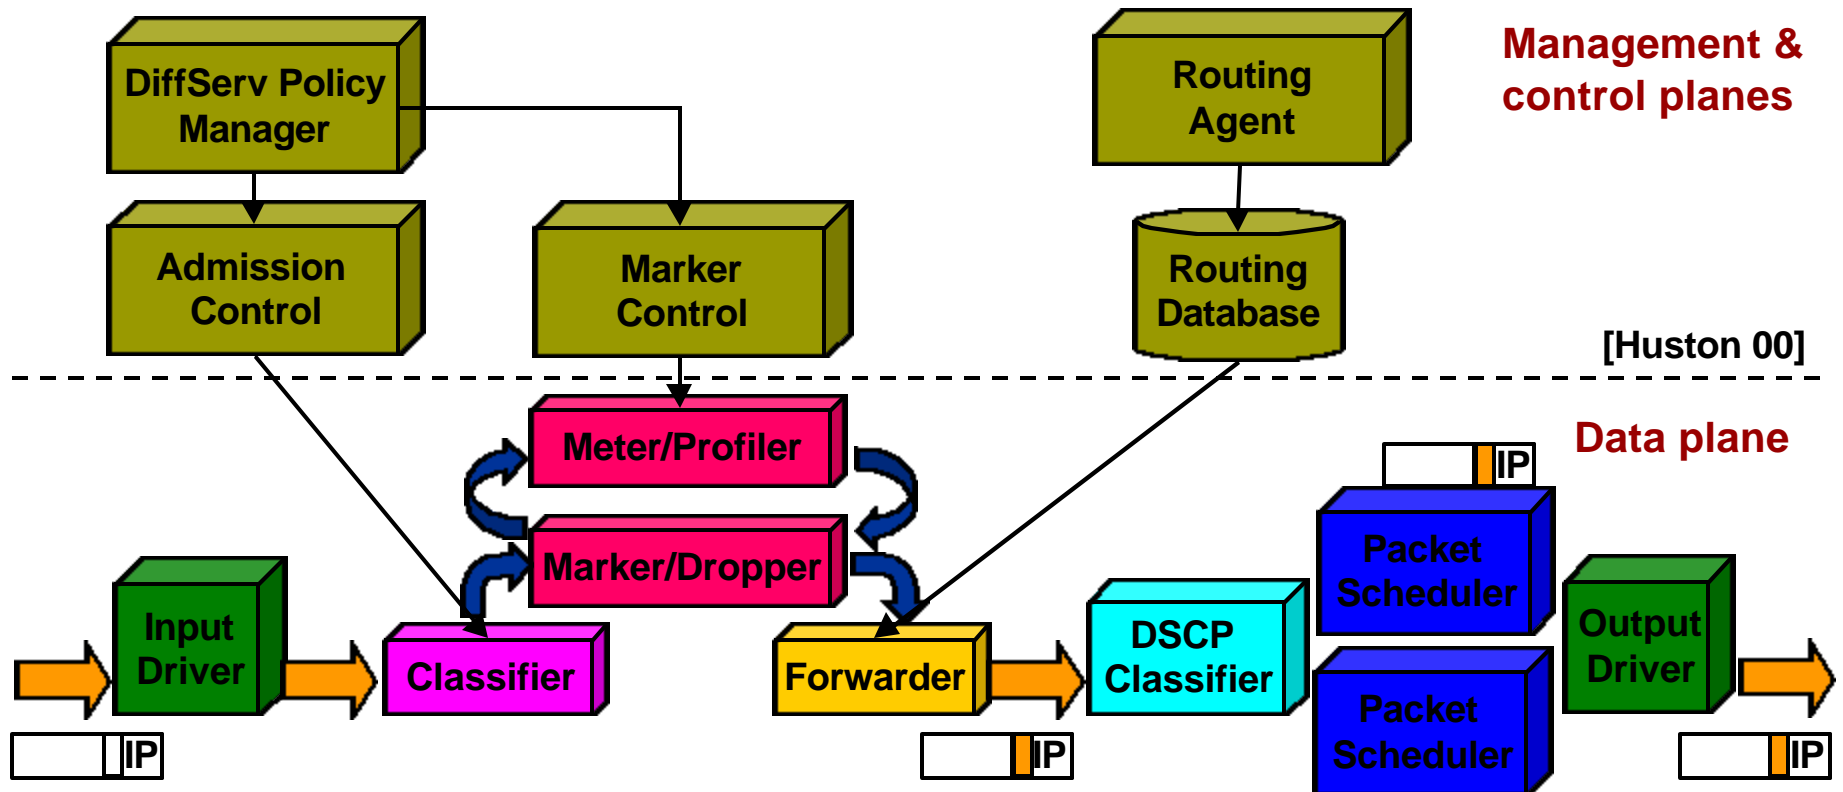 DiffServ Policy
Manager
Routing
Agent
Management &
control planes
Admission
Control
Marker
Control
Routing
Database
[Huston 00]
Meter/Profiler
Data plane
IP
Marker/Dropper
Packet
Scheduler
Input
Driver
Classifier
Forwarder
DSCP
Classifier
Output
Driver
Packet
Scheduler
IP
IP
IP